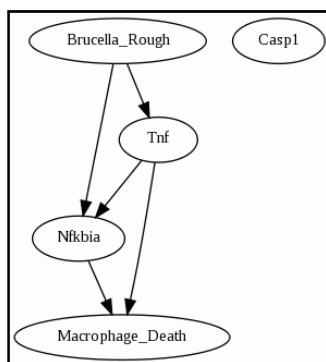 Brucella_Rough
Casp1
Tnf
Nfkbia
Macrophage_Death